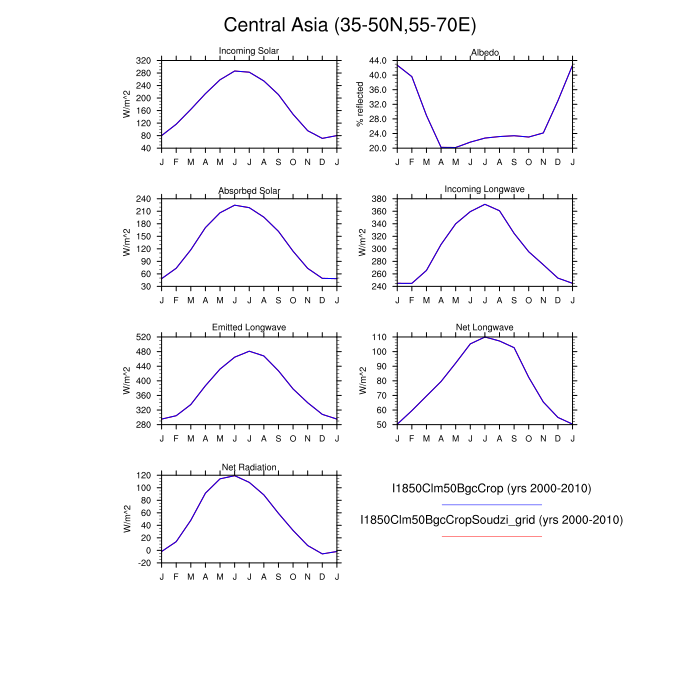 Central Asia (35-50N,55-70E)
Incoming Solar
W/m^2
320
280
240
200
160
120
80
40
J F M A M J J A S O N D J
Albedo
% reflected
44.0
40.0
36.0
32.0
28.0
24.0
20.0
J F M A M J J A S O N D J
Absorbed Solar
W/m^2
240
210
180
150
120
90
60
30
J F M A M J J A S O N D J
Incoming Longwave
W/m^2
380
360
340
320
300
280
260
240
J F M A M J J A S O N D J
Emitted Longwave
W/m^2
520
480
440
400
360
320
280
J F M A M J J A S O N D J
Net Longwave
W/m^2
110
100
90
80
70
60
50
J F M A M J J A S O N D J
Net Radiation
W/m^2
120
100
80
60
40
20
0
-20
J F M A M J J A S O N D J
I1850Clm50BgcCrop (yrs 2000-2010)
I1850Clm50BgcCropSoudzi_grid (yrs 2000-2010)